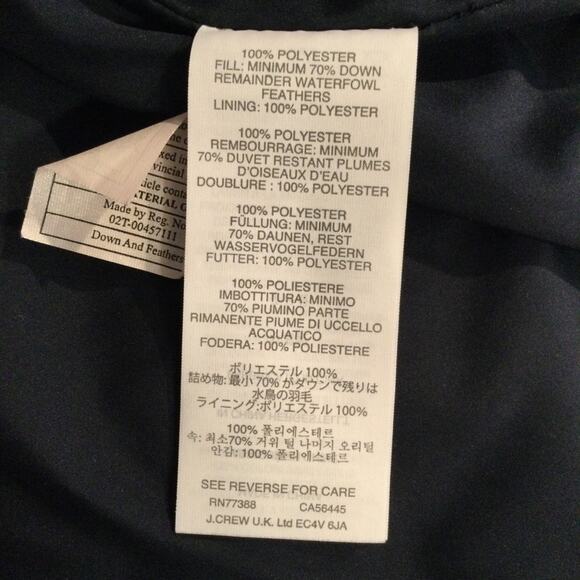 100% POLYESTER
FILL: MINIMUM 70% DOWN
REMAINDER WATERFOWL
FEATHERS
LINING: 100% POLYESTER
100% POLYESTER
REMBOURRAGE: MINIMUM
70% DUVET RESTANT PLUMES
D'OISEAUX D'EAU
DOUBLURE : 100% POLYESTER
100% POLYESTER
FÜLLUNG: MINIMUM
70% DAUNEN, REST
WASSERVOGELFEDERN
FUTTER: 100% POLYESTER
100% POLIESTERE
IMBOTTITURA: MINIMO
70% PIUMINO PARTE
RIMANENTE PIUME DI UCCELLO
ACQUATICO
FODERA: 100% POLIESTERE
ポリエステル 100%
詰め物: 最小 70% がダウンで残りは
水鳥の羽毛
ライニング:ポリエステル 100%
100% 폴리에스테르
속: 최소70% 거위 털 나머지 오리털
안감: 100% 폴리에스테르
SEE REVERSE FOR CARE
RN77388 CA56445
J.CREW U.K. Ltd EC4V 6JA
Made by Reg. No
02T-00457111
Down And Feathers